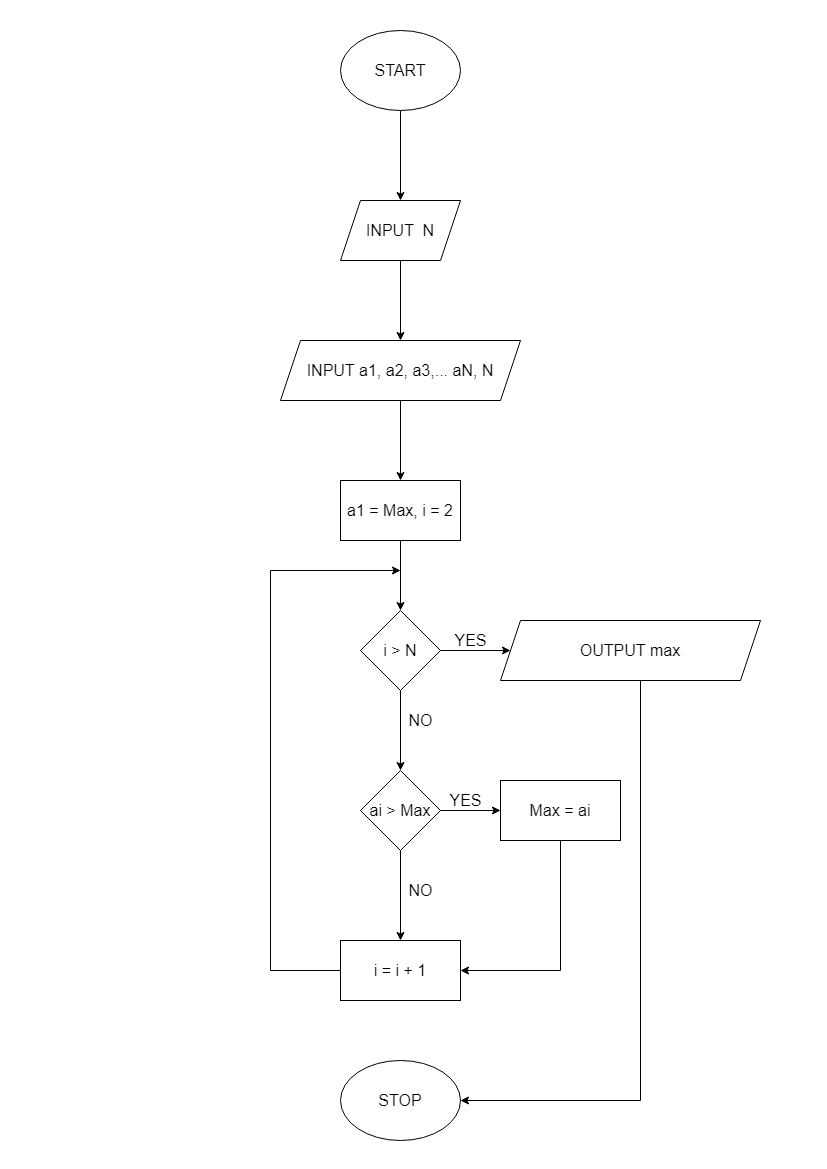 START
INPUT  N
INPUT a1, a2, a3,... aN, N
a1 = Max, i = 2
i > N
YES
OUTPUT max
NO
ai > Max
YES
Max = ai
NO
i = i + 1
STOP